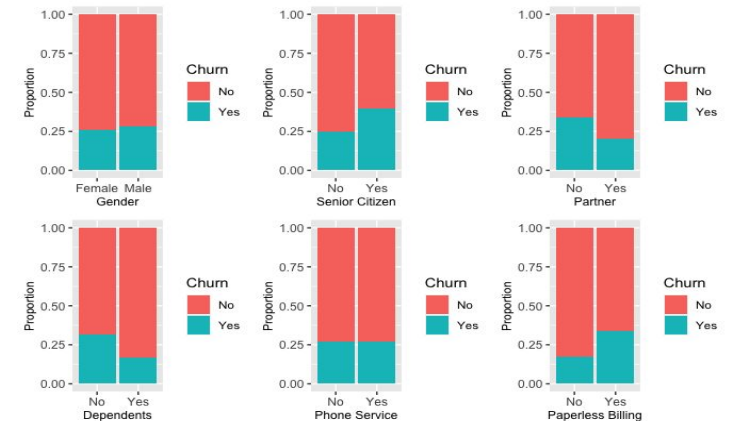 1.00
0.75
0.50
0.25
0.00
Proportion
Female Male
Gender
Churn
No
Yes
1.00
0.75
0.50
0.25
0.00
Proportion
No Yes
Senior Citizen
Churn
No
Yes
1.00
0.75
0.50
0.25
0.00
Proportion
No Yes
Partner
Churn
No
Yes
1.00
0.75
0.50
0.25
0.00
Proportion
No Yes
Dependents
Churn
No
Yes
1.00
0.75
0.50
0.25
0.00
Proportion
No Yes
Phone Service
Churn
No
Yes
1.00
0.75
0.50
0.25
0.00
Proportion
No Yes
Paperless Billing
Churn
No
Yes